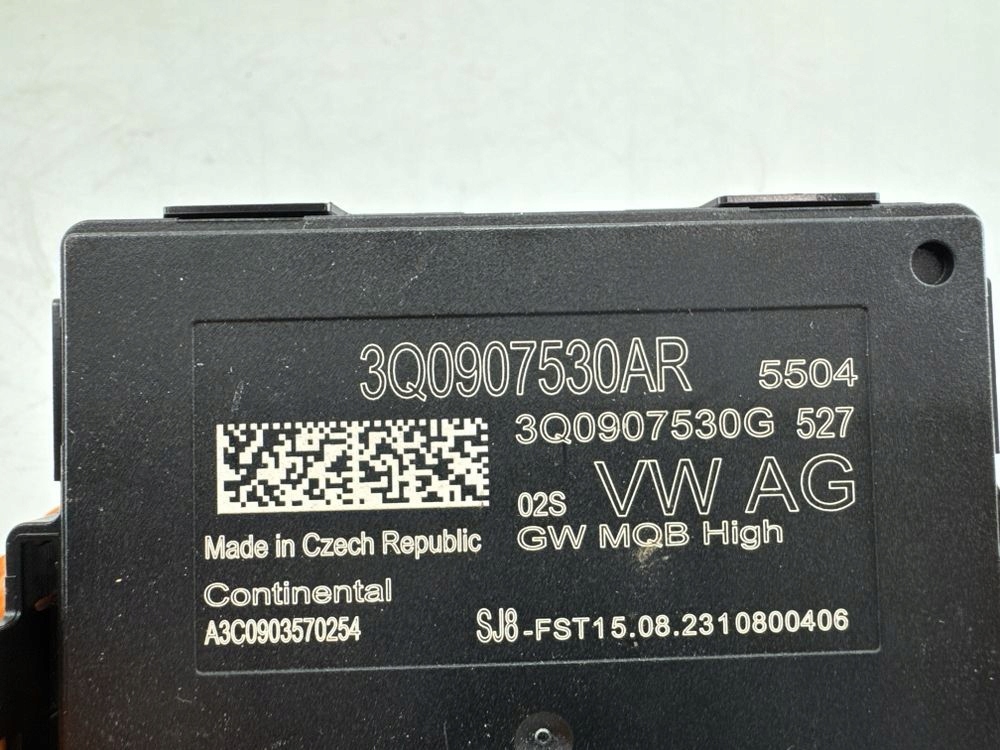 3Q0907530AR 5504
3Q0907530G 527
02S VW AG
GW MQB High
Made in Czech Republic
Continental
A3C0903570254 SJ8-FST15.08.2310800406